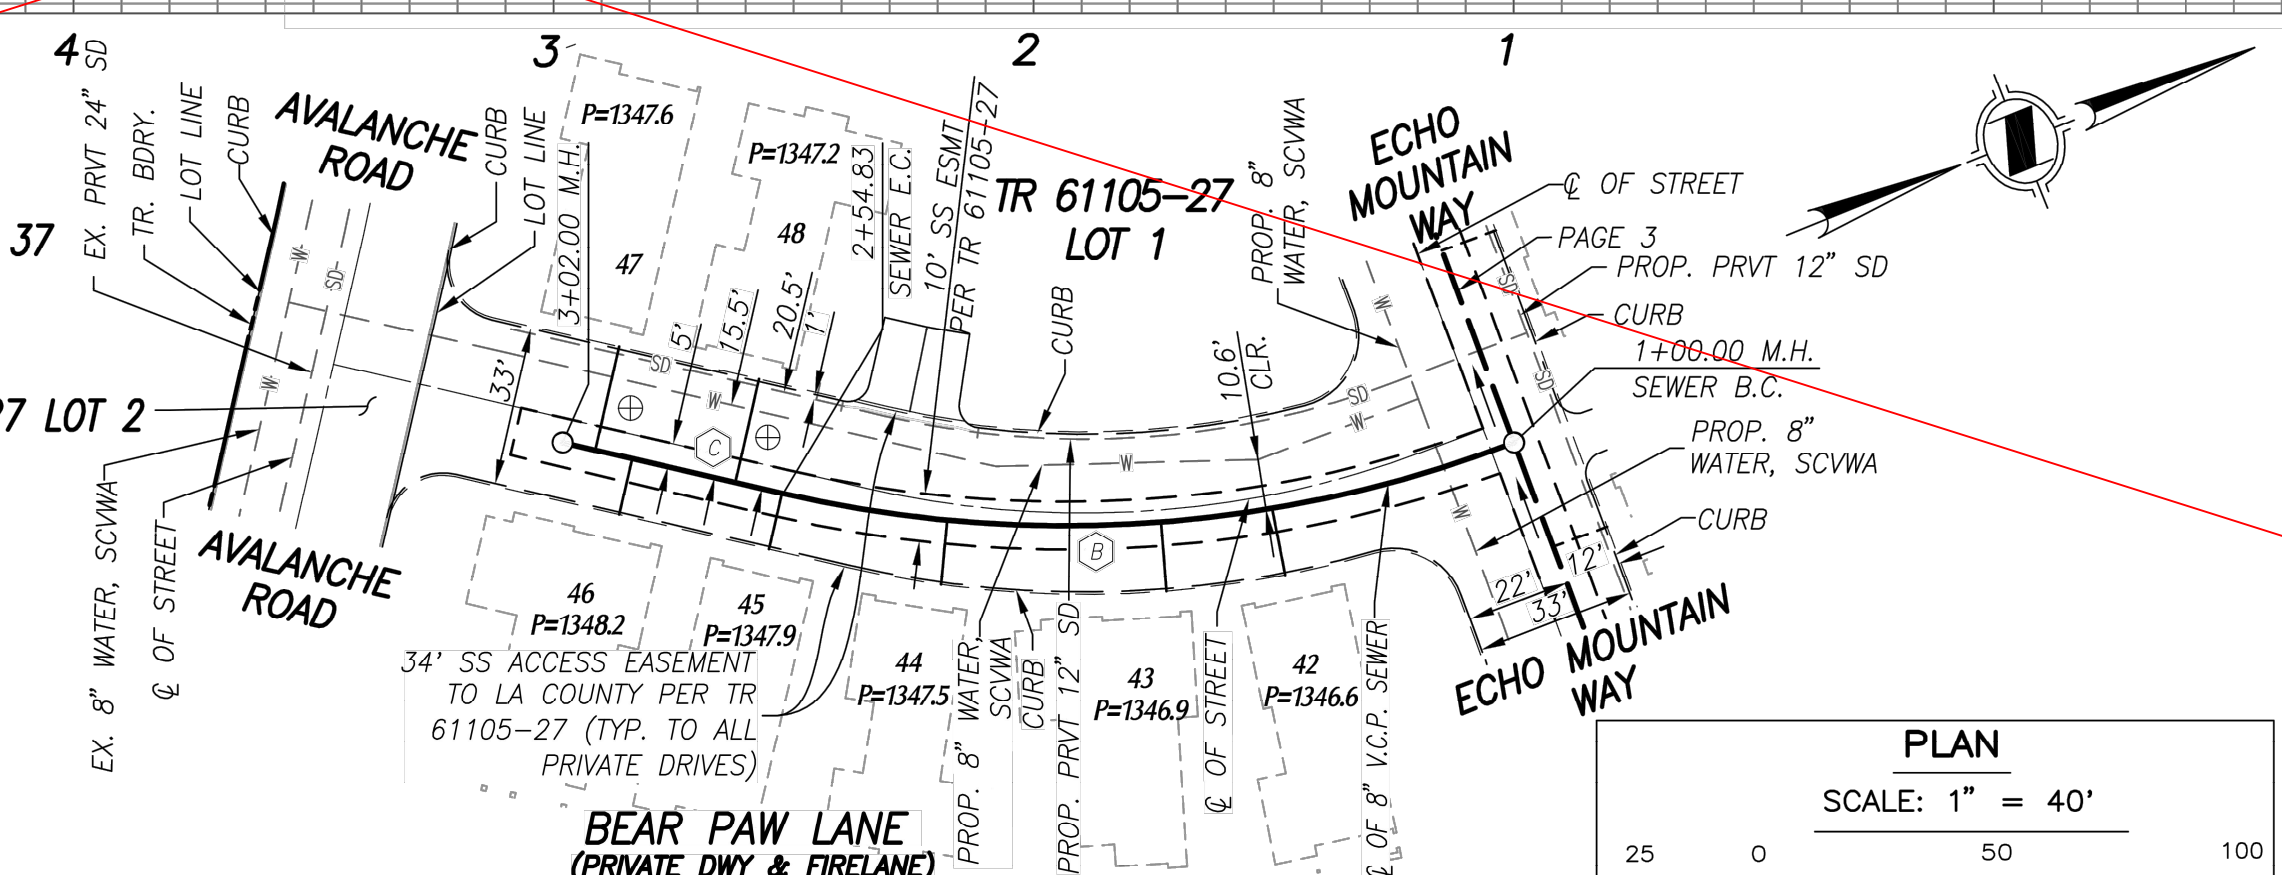 4
3
2
1
EX. PRVT 24" SD
TR. BDRY.
LOT LINE
CURB
AVALANCHE
ROAD
CURB
LOT LINE
3+02.00 M.H.
P=1347.6
47
P=1347.2
48
2+54.83
SEWER E.C.
10' SS ESMT
PER TR 61105-27
TR 61105-27
LOT 1
CURB
PROP. 8"
WATER, SCVWA
ECHO
MOUNTAIN
WAY
℄ OF STREET
PAGE 3
PROP. PRVT 12" SD
CURB
1+00.00 M.H.
SEWER B.C.
PROP. 8"
WATER, SCVWA
CURB
37
27 LOT 2
W
SD
W
33'
5'
15.5'
20.5'
1'
SD
W
C
10.6'
CLR.
W
SD
W
W
SD
SD
W
B
12'
22'
33'
EX. 8" WATER, SCVWA
℄ OF STREET
AVALANCHE
ROAD
46
P=1348.2
45
P=1347.9
44
P=1347.5
43
P=1346.9
42
P=1346.6
34' SS ACCESS EASEMENT
TO LA COUNTY PER TR
61105-27 (TYP. TO ALL
PRIVATE DRIVES)
PROP. 8" WATER,
SCVWA
CURB
PROP. PRVT 12" SD
℄ OF STREET
℄ OF 8" V.C.P. SEWER
ECHO MOUNTAIN
WAY
BEAR PAW LANE
(PRIVATE DWY & FIRELANE)
PLAN
SCALE: 1" = 40'
25 0 50 100